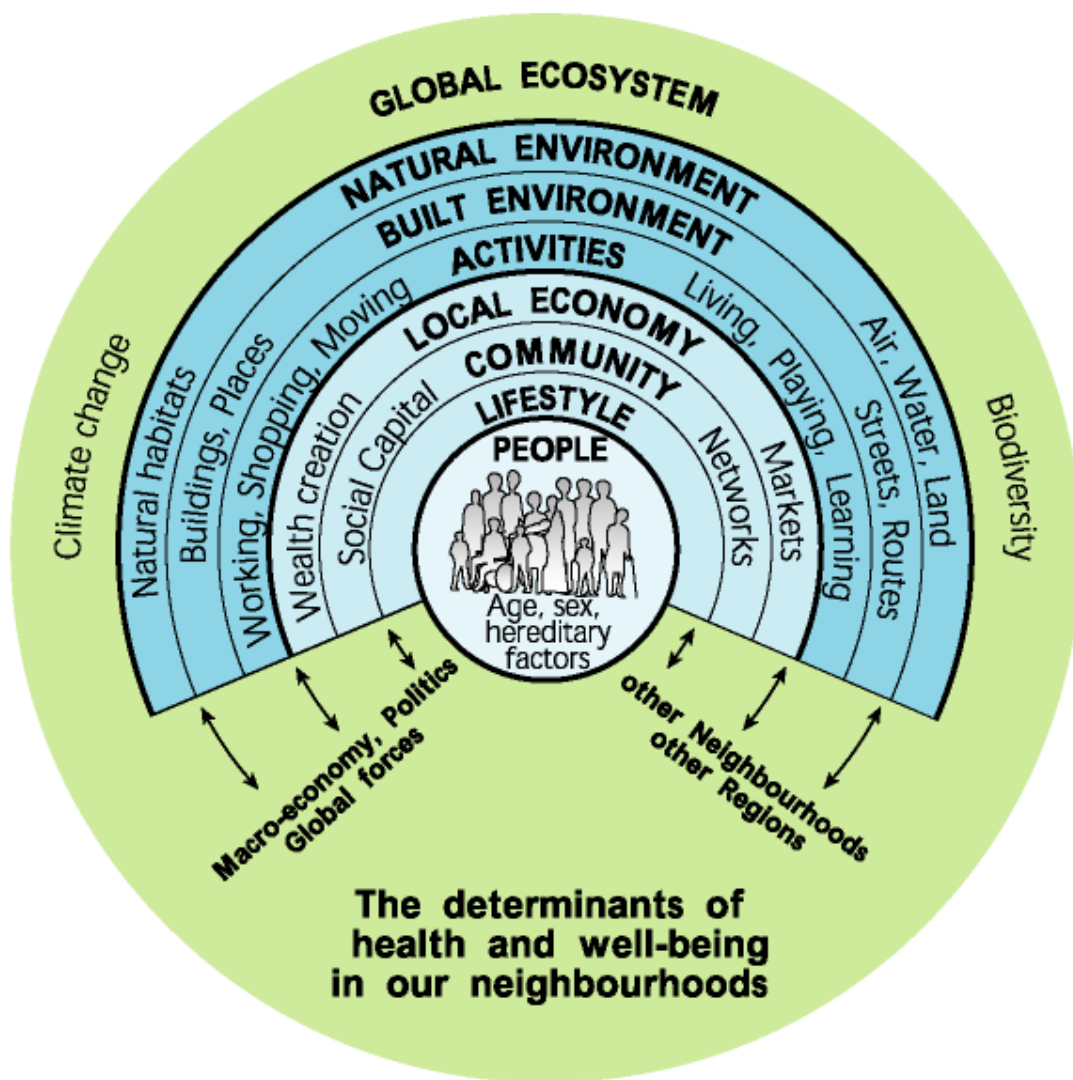 GLOBAL ECOSYSTEM
NATURAL ENVIRONMENT
BUILT ENVIRONMENT
ACTIVITIES
LOCAL ECONOMY
COMMUNITY
LIFESTYLE
PEOPLE
Age, sex,
hereditary
factors
Climate change
Natural habitats
Buildings, Places
Working, Shopping, Moving
Wealth creation
Social Capital
Networks
Markets
Living, Playing, Learning
Streets, Routes
Air, Water, Land
Biodiversity
Macro-economy, Politics
Global forces
other Neighbourhoods
other Regions
The determinants of
health and well-being
in our neighbourhoods